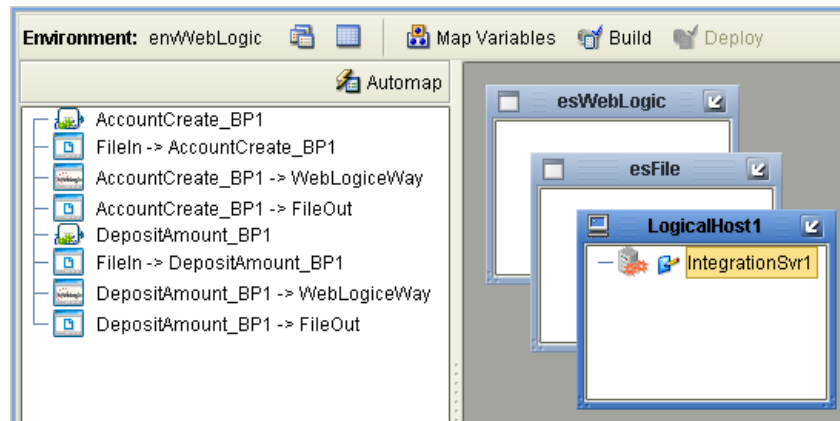 Environment: envWebLogic Map Variables Build Deploy
Automap
AccountCreate_BP1
FileIn -> AccountCreate_BP1
AccountCreate_BP1 -> WebLogiceWay
AccountCreate_BP1 -> FileOut
DepositAmount_BP1
FileIn -> DepositAmount_BP1
DepositAmount_BP1 -> WebLogiceWay
DepositAmount_BP1 -> FileOut
esWebLogic
esFile
LogicalHost1
IntegrationSvr1